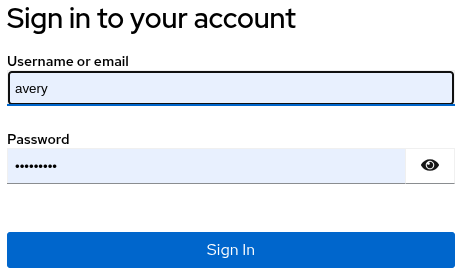 Sign in to your account
Username or email
avery
Password
•••••••••
Sign In